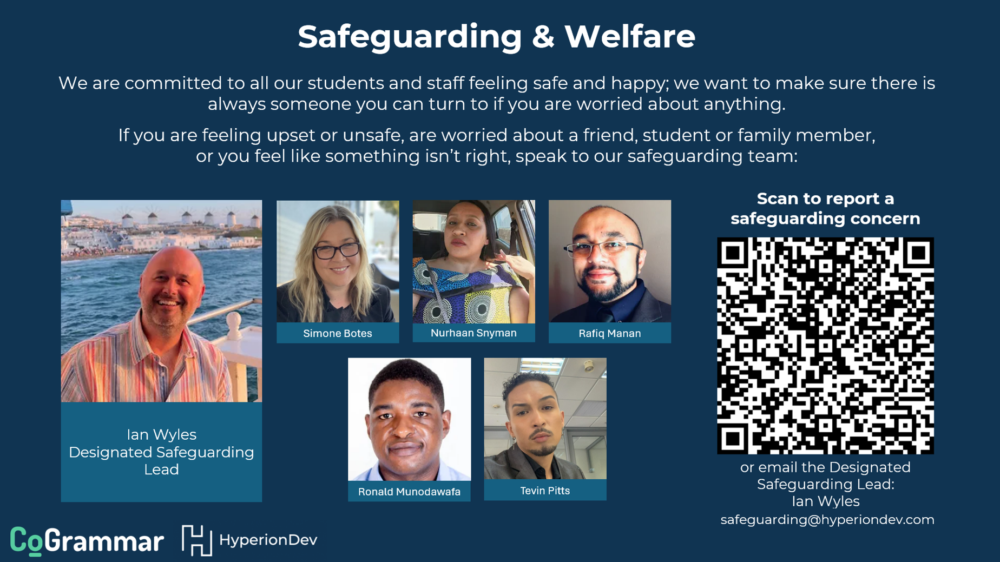 Safeguarding & Welfare
We are committed to all our students and staff feeling safe and happy; we want to make sure there is
always someone you can turn to if you are worried about anything.
If you are feeling upset or unsafe, are worried about a friend, student or family member,
or you feel like something isn't right, speak to our safeguarding team:
Ian Wyles
Designated Safeguarding
Lead
Simone Botes
Nurhaan Snyman
Rafiq Manan
Ronald Munodawafa
Tevin Pitts
Scan to report a
safeguarding concern
or email the Designated
Safeguarding Lead:
Ian Wyles
safeguarding@hyperiondev.com
CoGrammar
HyperionDev